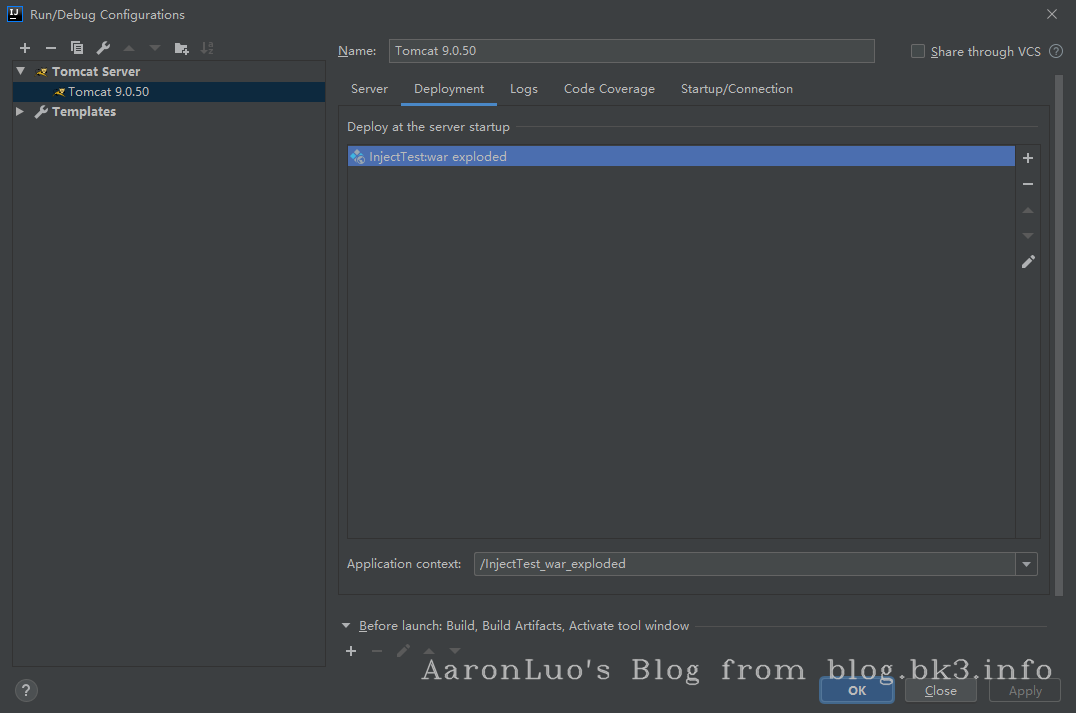 Run/Debug Configurations
Name: Tomcat 9.0.50
Share through VCS
Tomcat Server
Tomcat 9.0.50
Templates
Server Deployment Logs Code Coverage Startup/Connection
Deploy at the server startup
InjectTest:war exploded
Application context: /InjectTest_war_exploded
Before launch: Build, Build Artifacts, Activate tool window
AaronLuo's Blog from blog.bk3.info
OK Close Apply